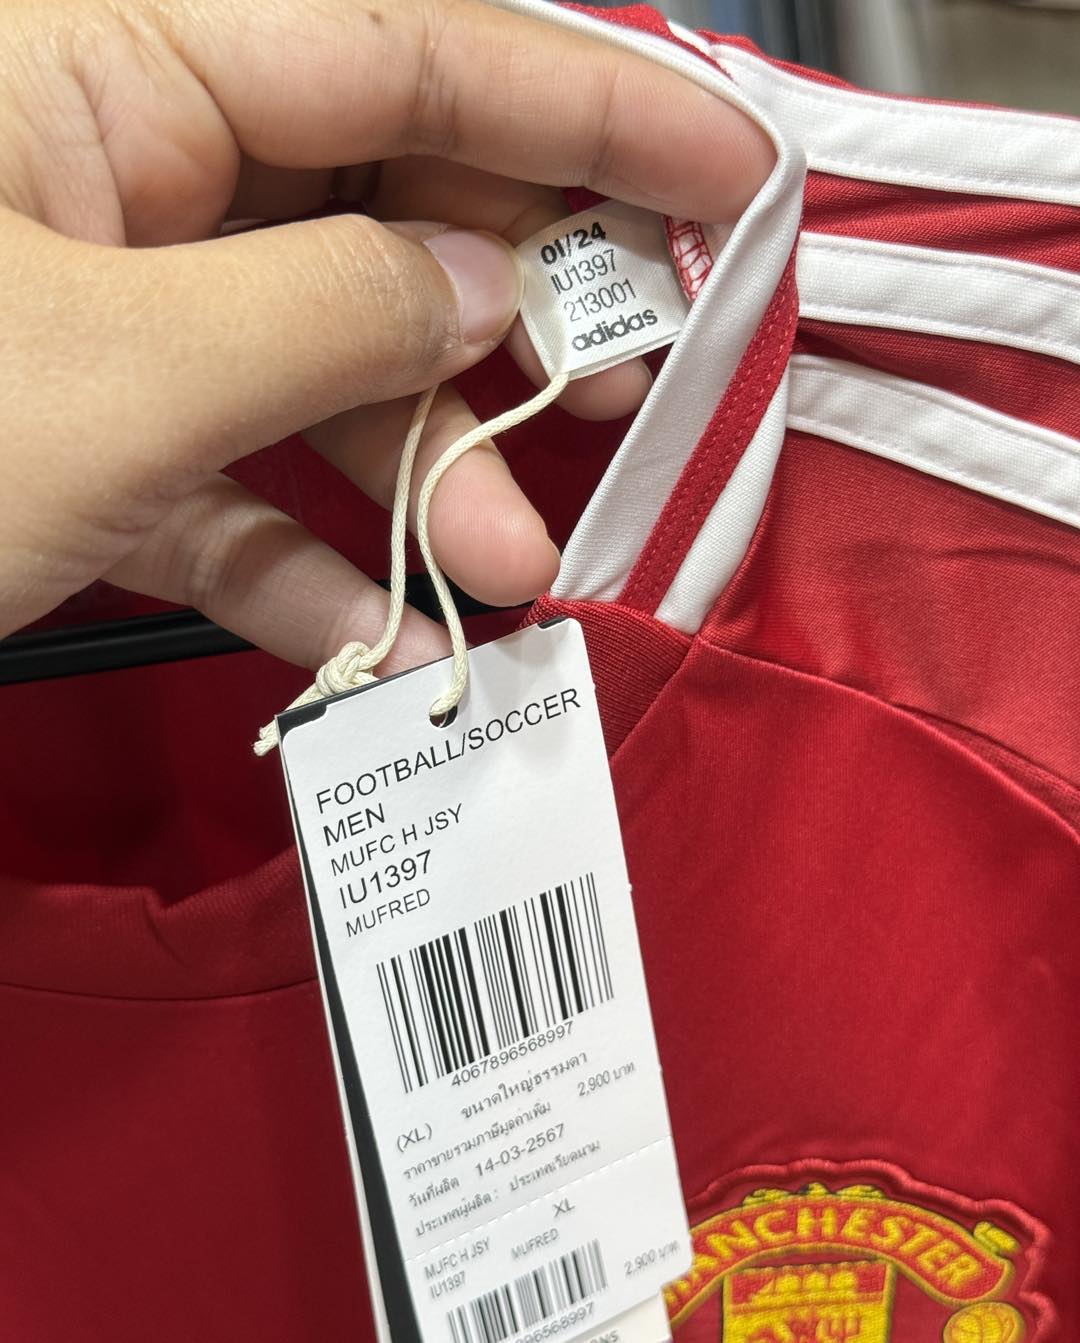 01/24
IU1397
213001
adidas
FOOTBALL/SOCCER
MEN
MUFC H JSY
IU1397
MUFRED
4067896568997
(XL) ขนาดใหญ่ธรรมดา
ราคาขายรวมภาษีมูลค่าเพิ่ม 2,900 บาท
วันที่ผลิต 14-03-2567
ประเทศผู้ผลิต : ประเทศเวียดนาม
XL
MUFC H JSY MUFRED
IU1397 2,900 บาท
96568997
MANCHESTER